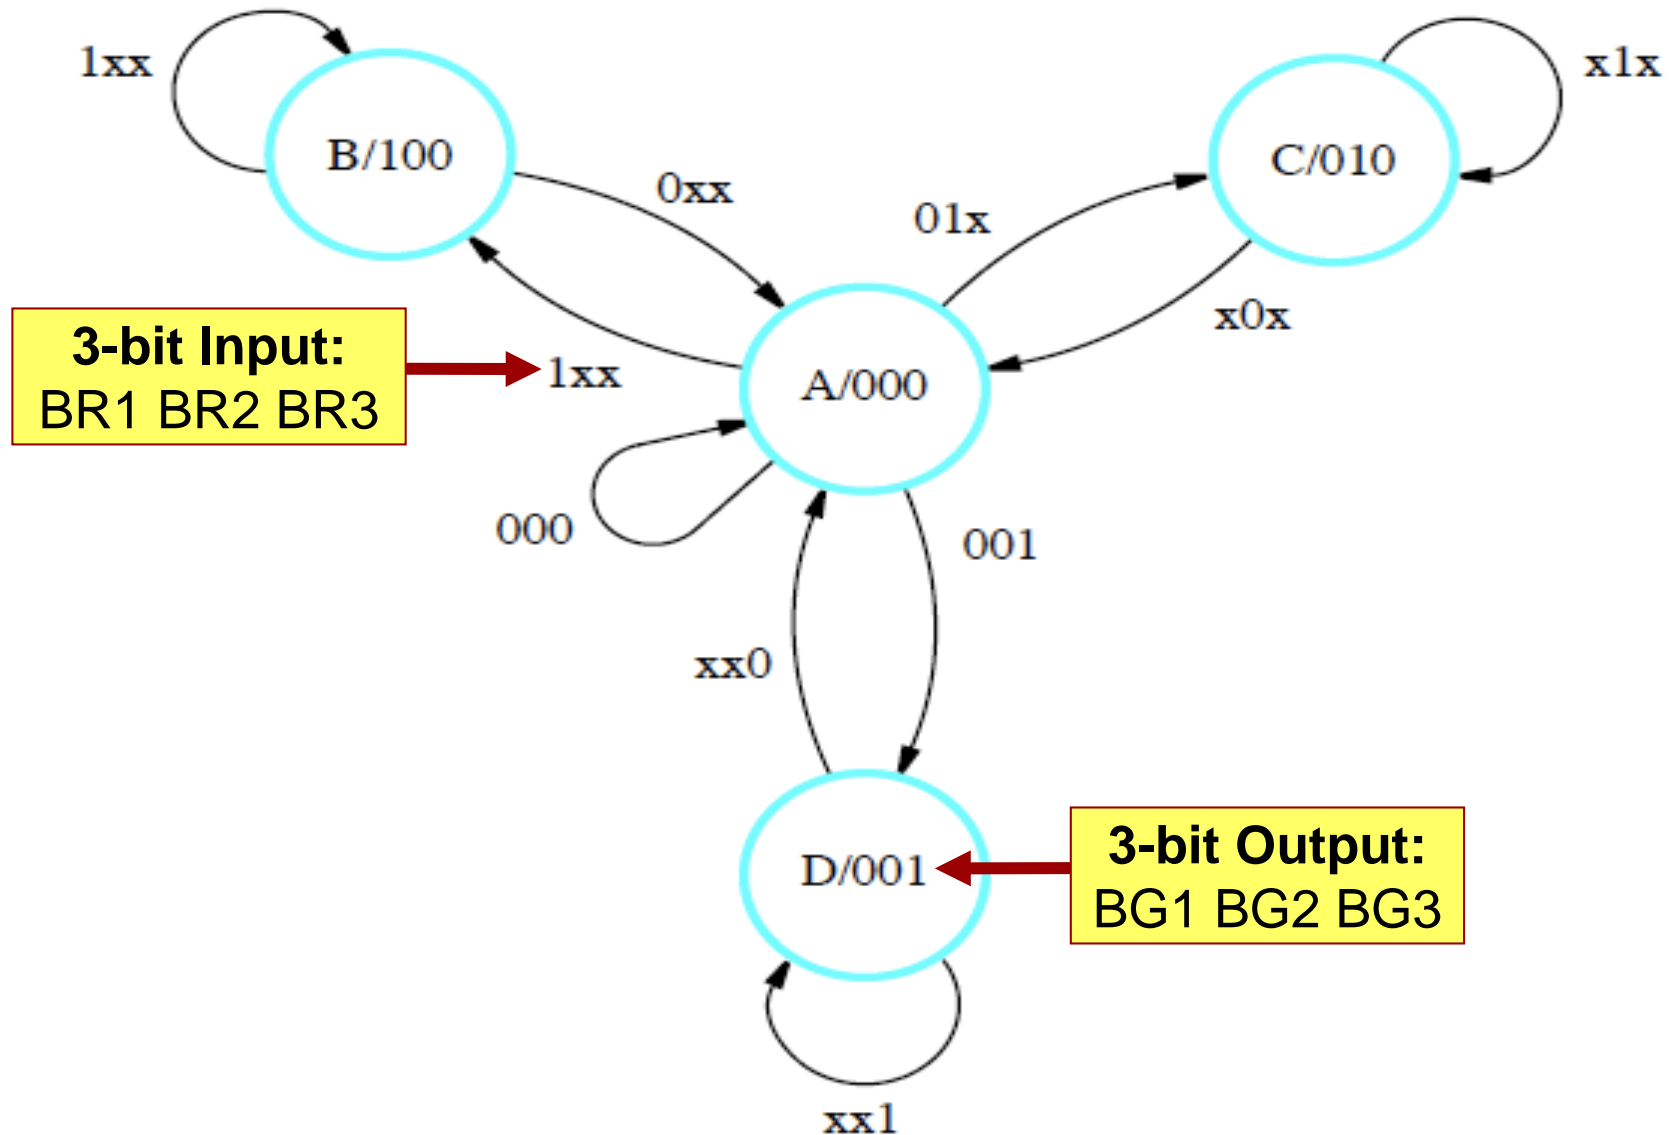 1xx
x1x
B/100
C/010
0xx
01x
x0x
3-bit Input:
BR1 BR2 BR3
1xx
A/000
000
001
xx0
D/001
3-bit Output:
BG1 BG2 BG3
xx1